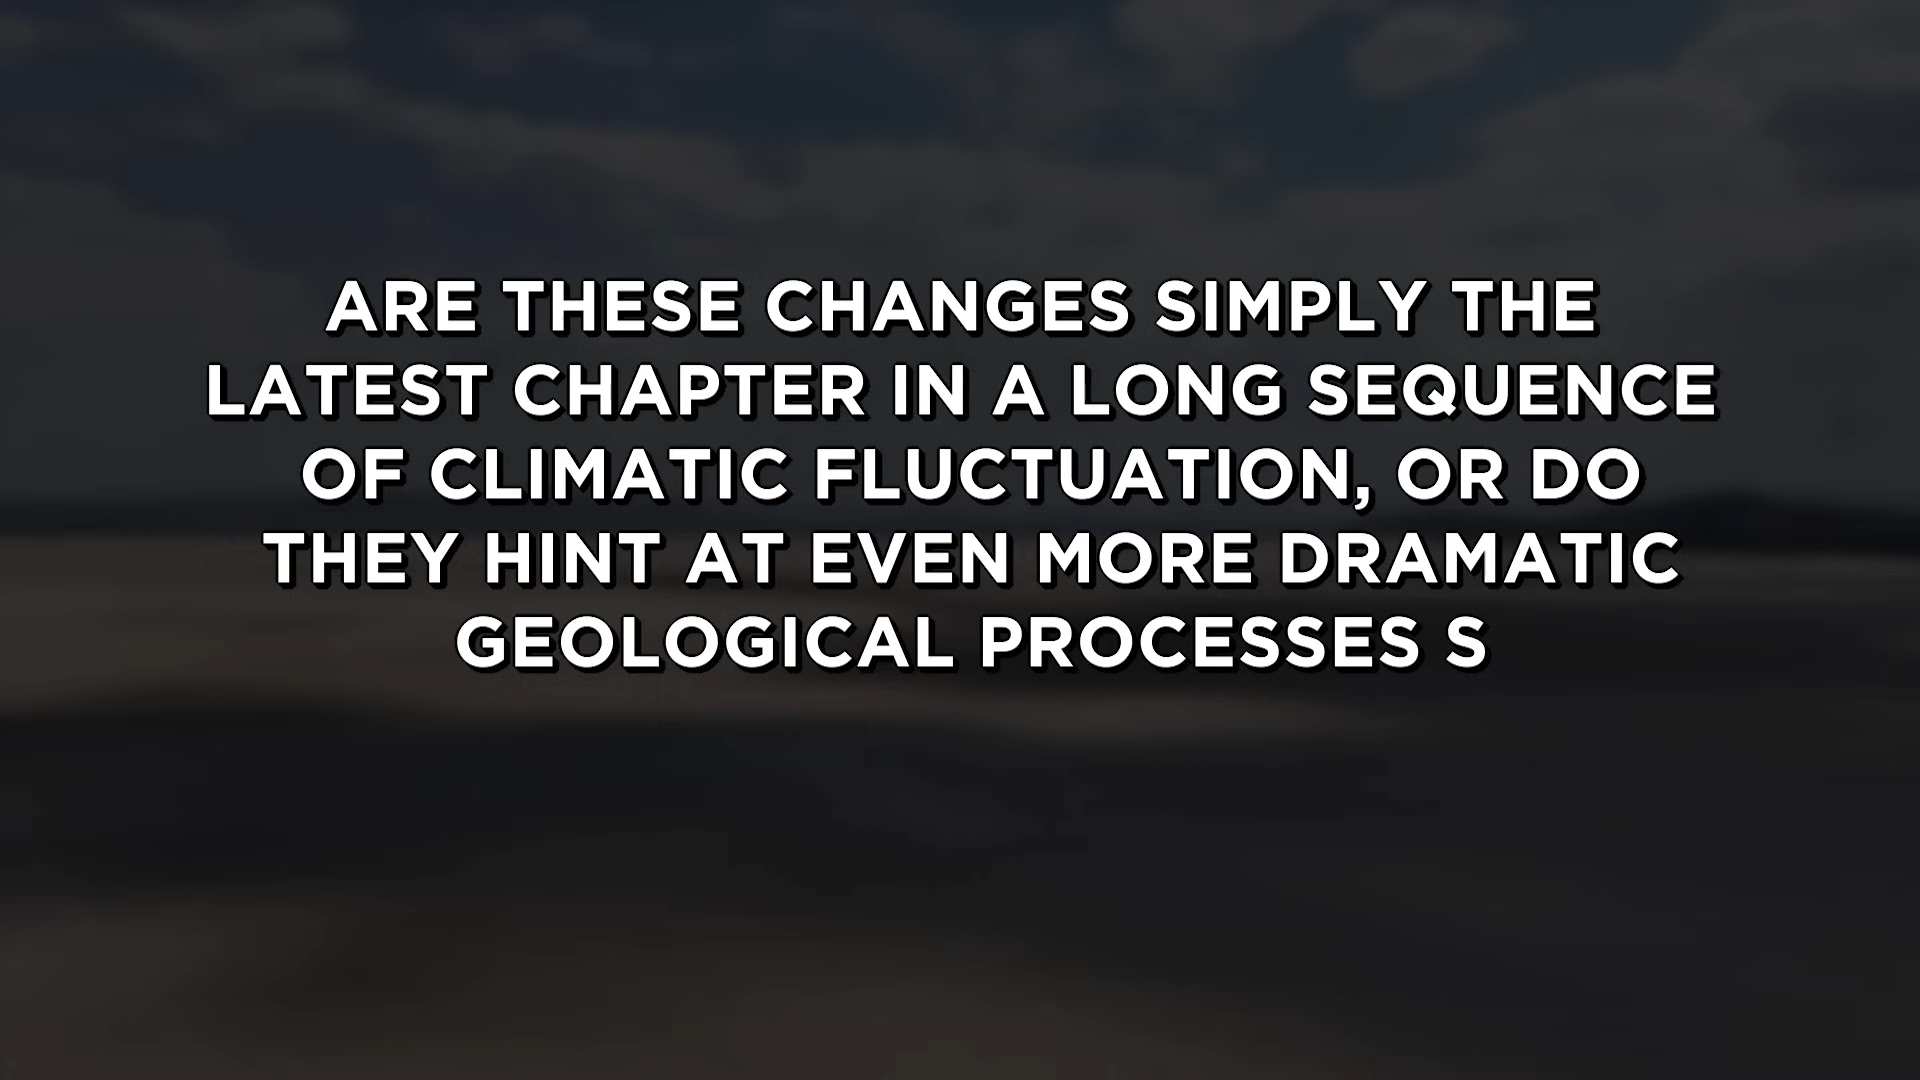 ARE THESE CHANGES SIMPLY THE
LATEST CHAPTER IN A LONG SEQUENCE
OF CLIMATIC FLUCTUATION, OR DO
THEY HINT AT EVEN MORE DRAMATIC
GEOLOGICAL PROCESSES S